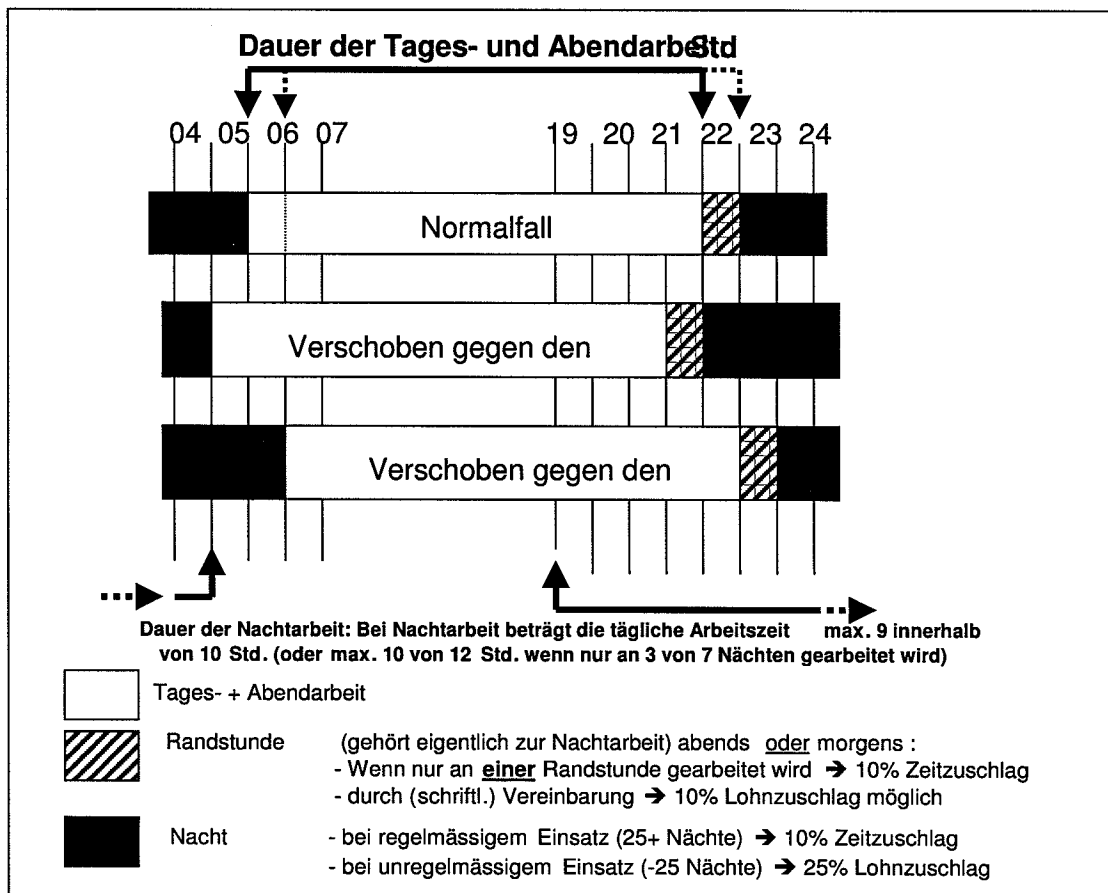 Dauer der Tages- und Abendarbeit Std
04 05 06 07 19 20 21 22 23 24
Normalfall
Verschoben gegen den
Verschoben gegen den
Dauer der Nachtarbeit: Bei Nachtarbeit beträgt die tägliche Arbeitszeit max. 9 innerhalb
von 10 Std. (oder max. 10 von 12 Std. wenn nur an 3 von 7 Nächten gearbeitet wird)
Tages- + Abendarbeit
Randstunde (gehört eigentlich zur Nachtarbeit) abends oder morgens :
- Wenn nur an einer Randstunde gearbeitet wird ➔ 10% Zeitzuschlag
- durch (schriftl.) Vereinbarung ➔ 10% Lohnzuschlag möglich
Nacht - bei regelmässigem Einsatz (25+ Nächte) ➔ 10% Zeitzuschlag
- bei unregelmässigem Einsatz (-25 Nächte) ➔ 25% Lohnzuschlag